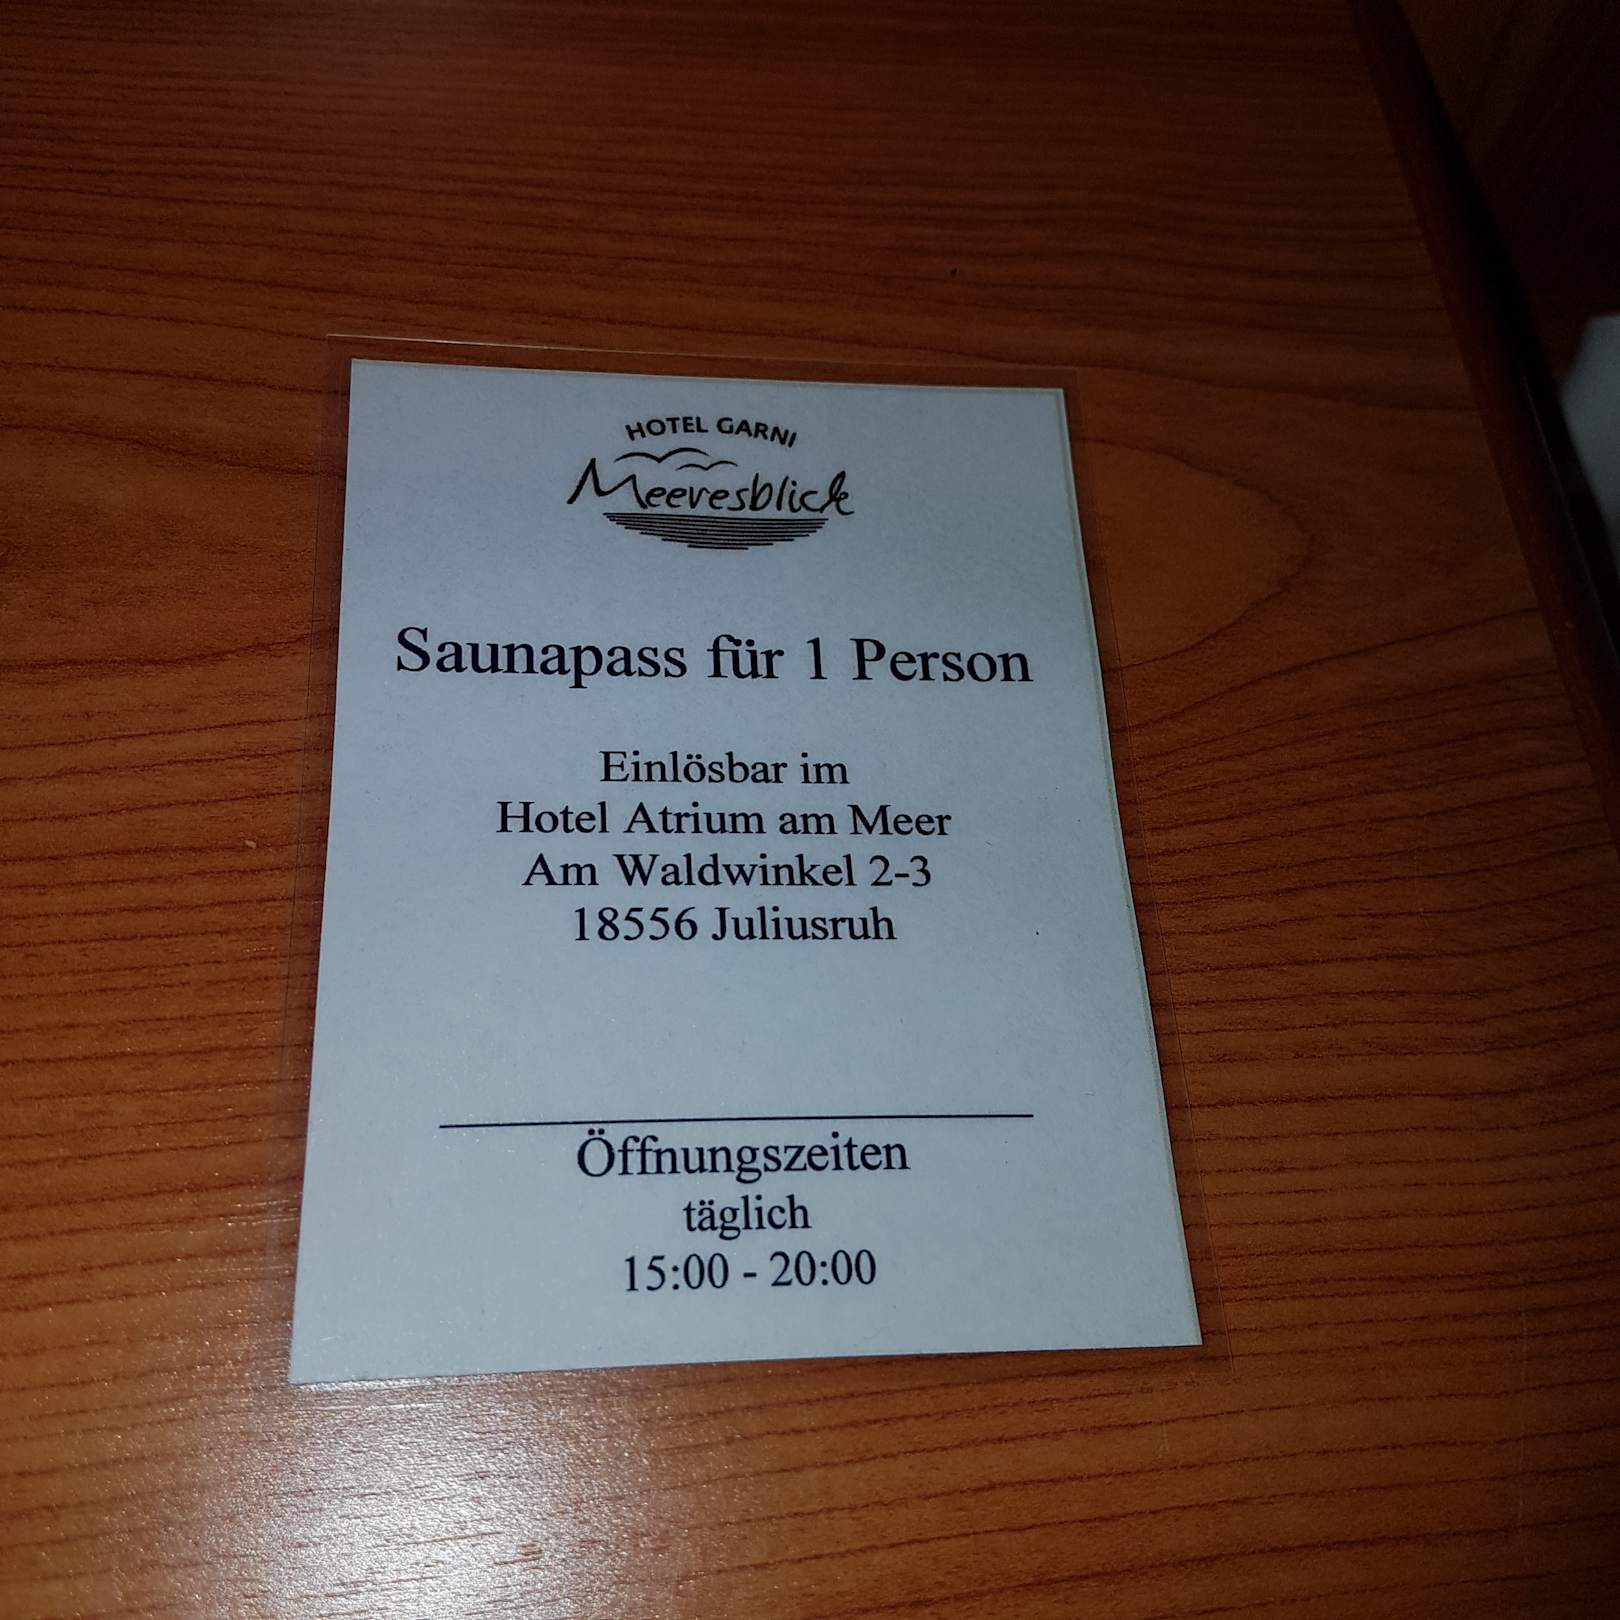 HOTEL GARNI
Meeresblick
Saunapass für 1 Person
Einlösbar im
Hotel Atrium am Meer
Am Waldwinkel 2-3
18556 Juliusruh
Öffnungszeiten
täglich
15:00 - 20:00